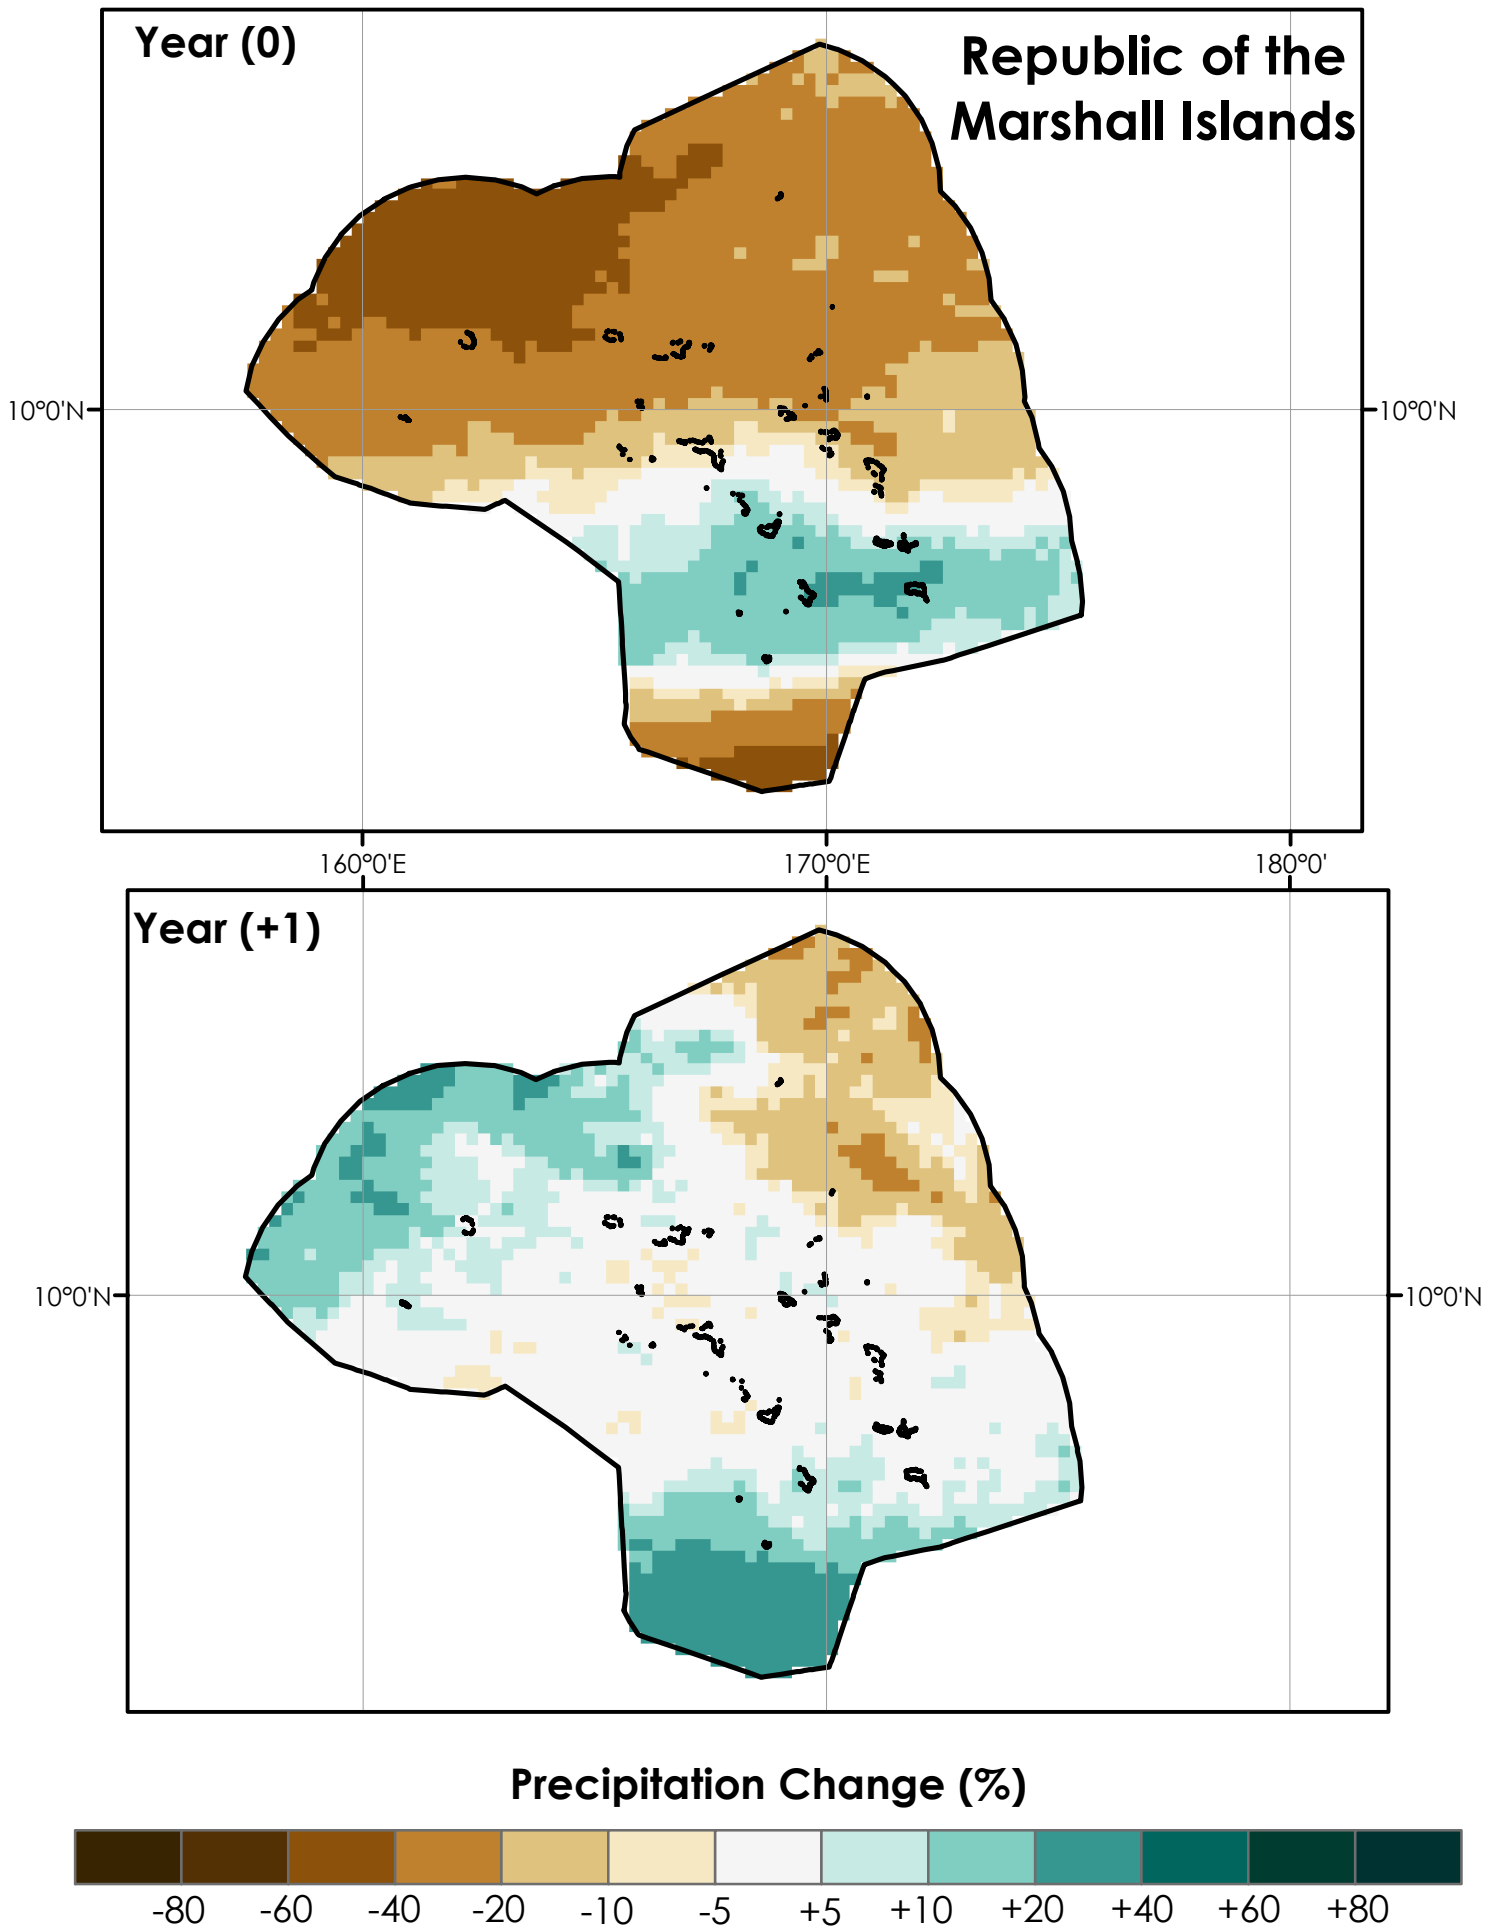 Year (0)
Republic of the
Marshall Islands
10°0'N
10°0'N
160°0'E
170°0'E
180°0'
Year (+1)
10°0'N
10°0'N
Precipitation Change (%)
-80 -60 -40 -20 -10 -5 +5 +10 +20 +40 +60 +80